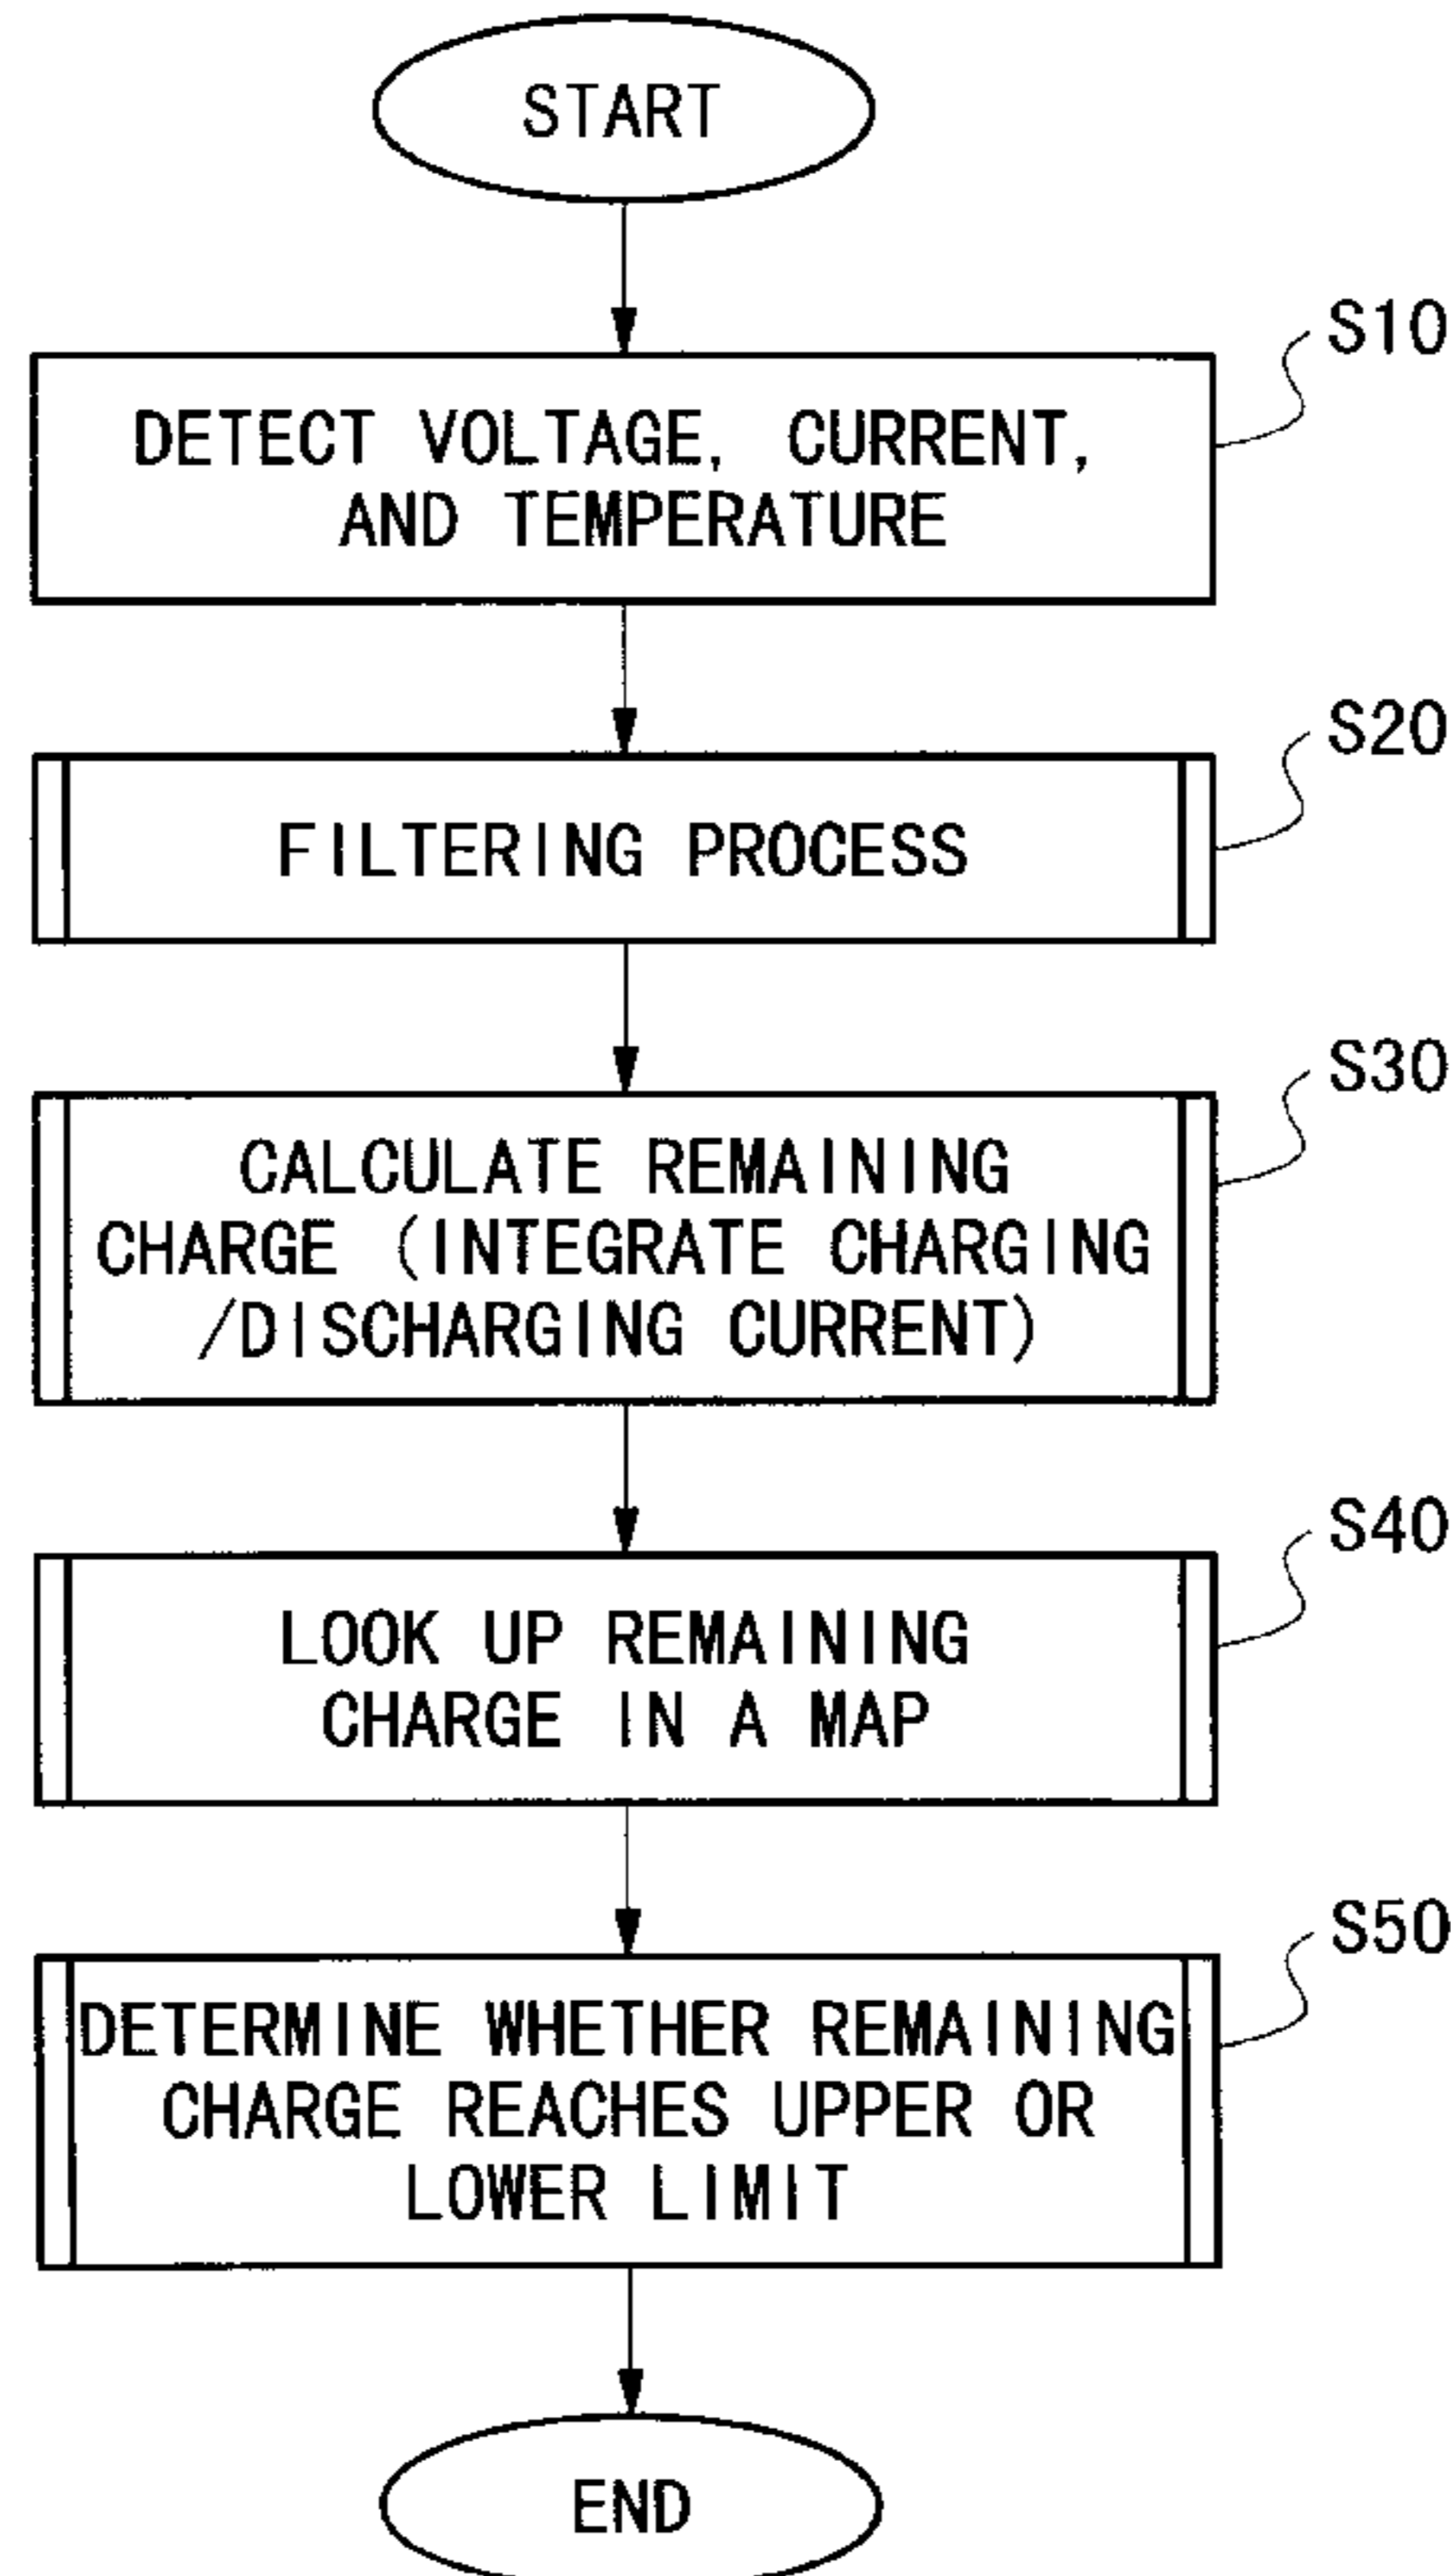 START
S10
DETECT VOLTAGE, CURRENT,
AND TEMPERATURE
S20
FILTERING PROCESS
S30
CALCULATE REMAINING
CHARGE (INTEGRATE CHARGING
/DISCHARGING CURRENT)
S40
LOOK UP REMAINING
CHARGE IN A MAP
S50
DETERMINE WHETHER REMAINING
CHARGE REACHES UPPER OR
LOWER LIMIT
END